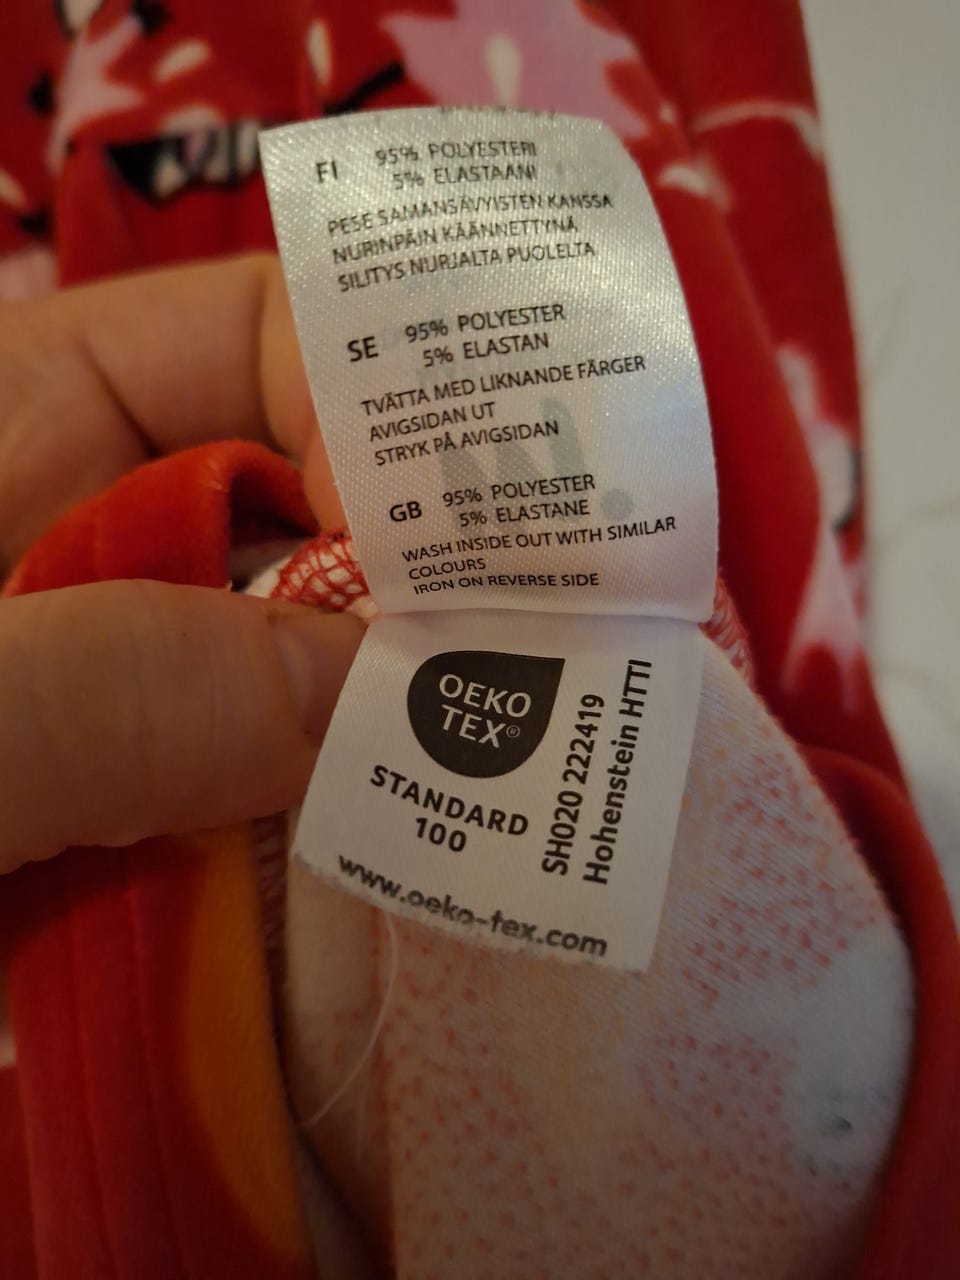 FI 95% POLYESTERI
5% ELASTAANI
PESE SAMANSÄVYISTEN KANSSA
NURINPÄIN KÄÄNNETTYNÄ
SILITYS NURJALTA PUOLELTA
SE 95% POLYESTER
5% ELASTAN
TVÄTTA MED LIKNANDE FÄRGER
AVIGSIDAN UT
STRYK PÅ AVIGSIDAN
GB 95% POLYESTER
5% ELASTANE
WASH INSIDE OUT WITH SIMILAR
COLOURS
IRON ON REVERSE SIDE
OEKO
TEX®
STANDARD
100
SH020 222419
Hohenstein HTTI
www.oeko-tex.com